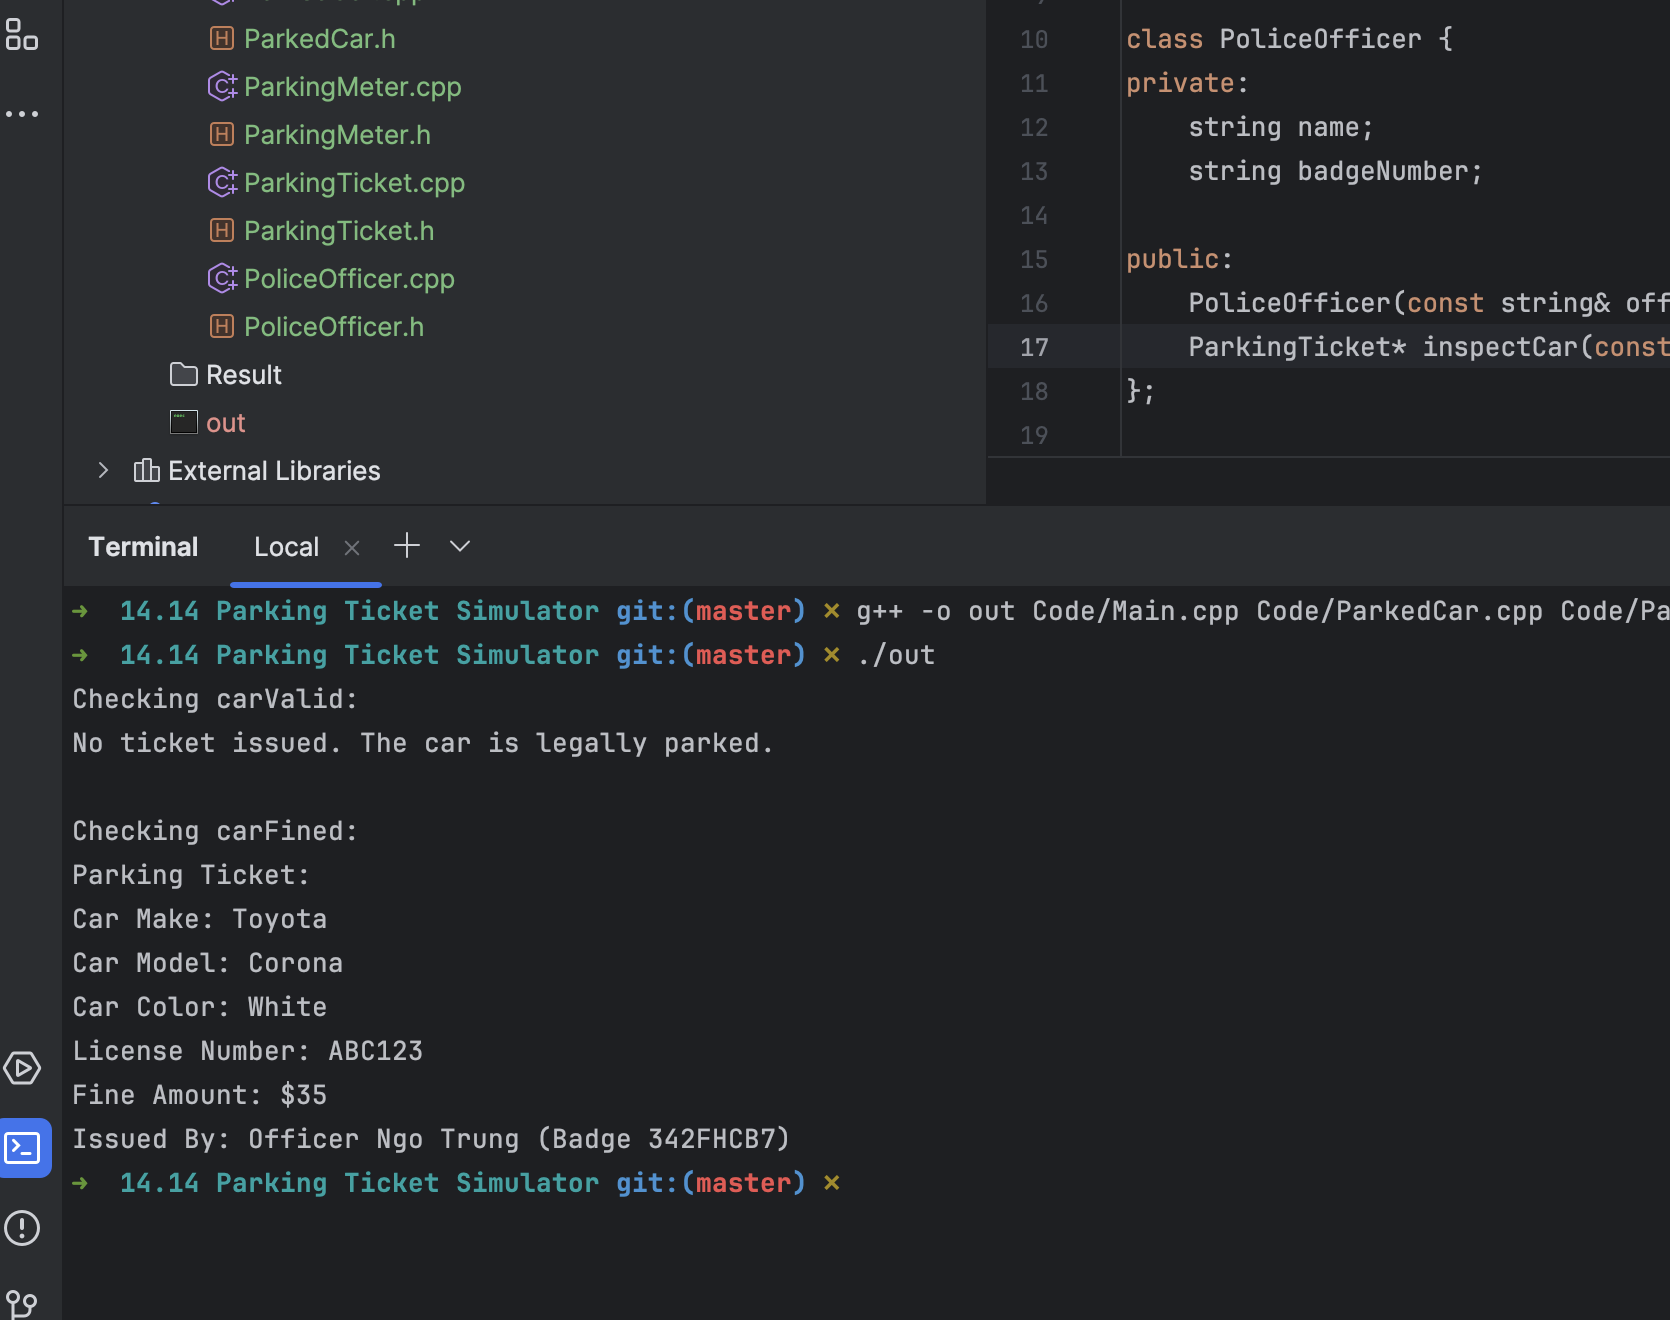 ParkedCar.h
ParkingMeter.cpp
ParkingMeter.h
ParkingTicket.cpp
ParkingTicket.h
PoliceOfficer.cpp
PoliceOfficer.h
Result
out
External Libraries
10 class PoliceOfficer {
11 private:
12 string name;
13 string badgeNumber;
14
15 public:
16 PoliceOfficer(const string& off
17 ParkingTicket* inspectCar(const
18 };
19
Terminal Local × + 
→ 14.14 Parking Ticket Simulator git:(master) × g++ -o out Code/Main.cpp Code/ParkedCar.cpp Code/Pa
→ 14.14 Parking Ticket Simulator git:(master) × ./out
Checking carValid:
No ticket issued. The car is legally parked.
Checking carFined:
Parking Ticket:
Car Make: Toyota
Car Model: Corona
Car Color: White
License Number: ABC123
Fine Amount: $35
Issued By: Officer Ngo Trung (Badge 342FHCB7)
→ 14.14 Parking Ticket Simulator git:(master) ×